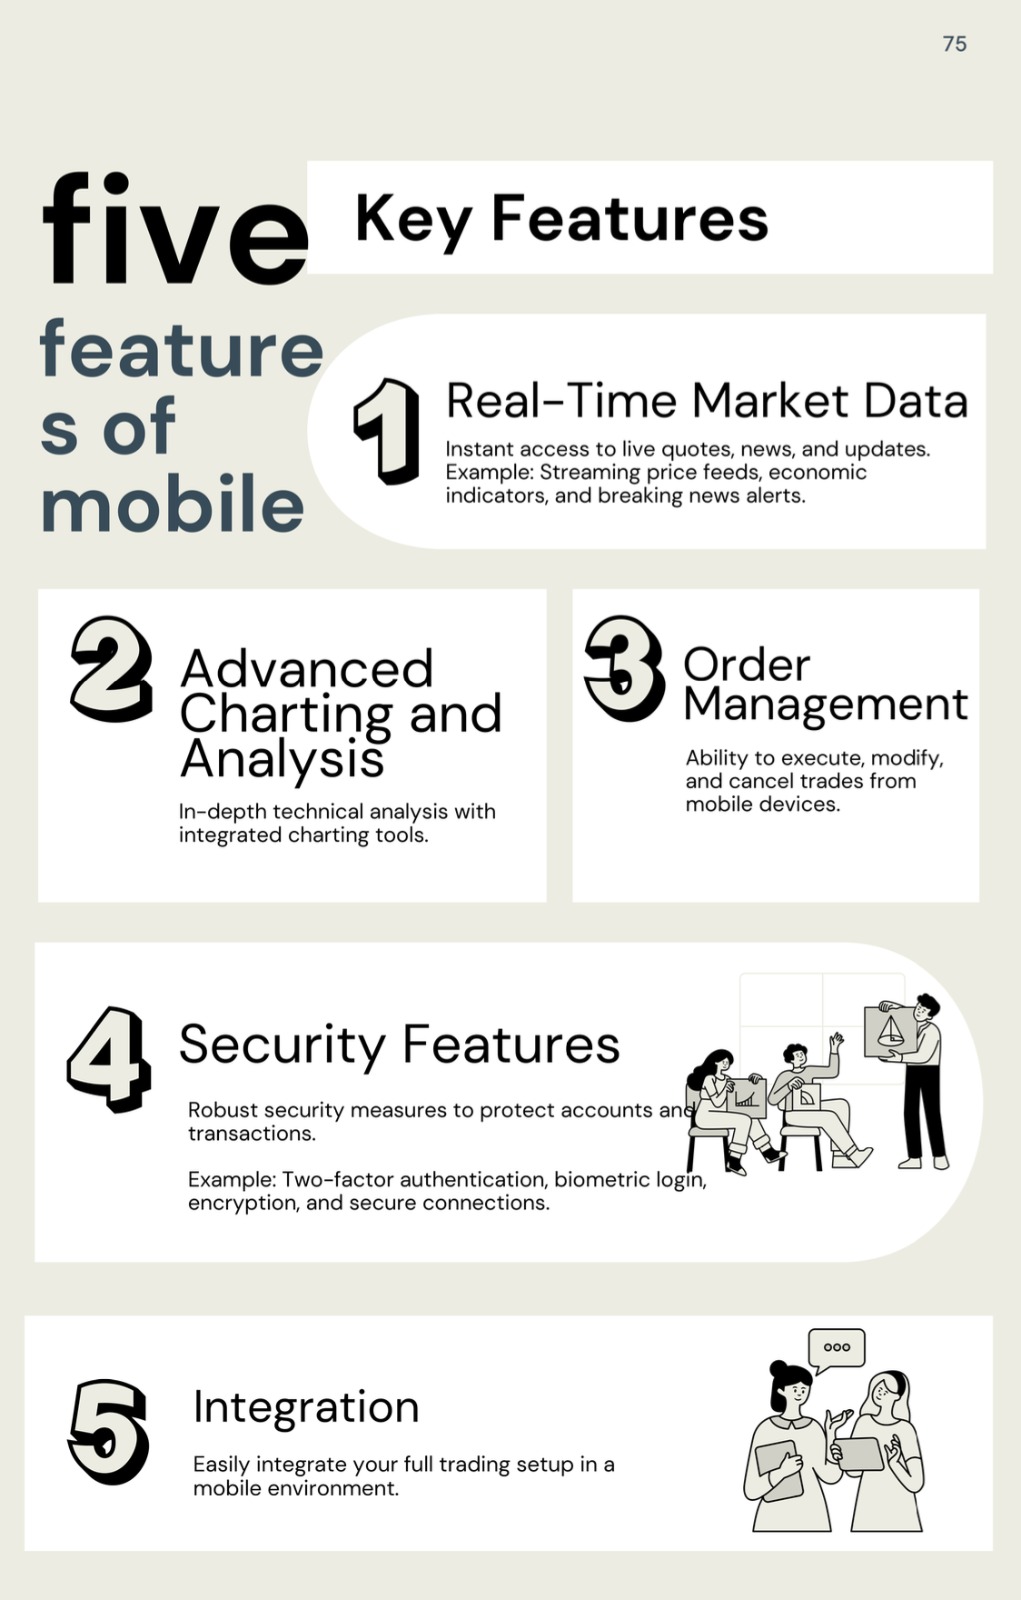 75
five
feature
s of
mobile
Key Features
1
Real-Time Market Data
Instant access to live quotes, news, and updates.
Example: Streaming price feeds, economic
indicators, and breaking news alerts.
2
Advanced
Charting and
Analysis
In-depth technical analysis with
integrated charting tools.
3
Order
Management
Ability to execute, modify,
and cancel trades from
mobile devices.
4
Security Features
Robust security measures to protect accounts and
transactions.
Example: Two-factor authentication, biometric login,
encryption, and secure connections.
5
Integration
Easily integrate your full trading setup in a
mobile environment.